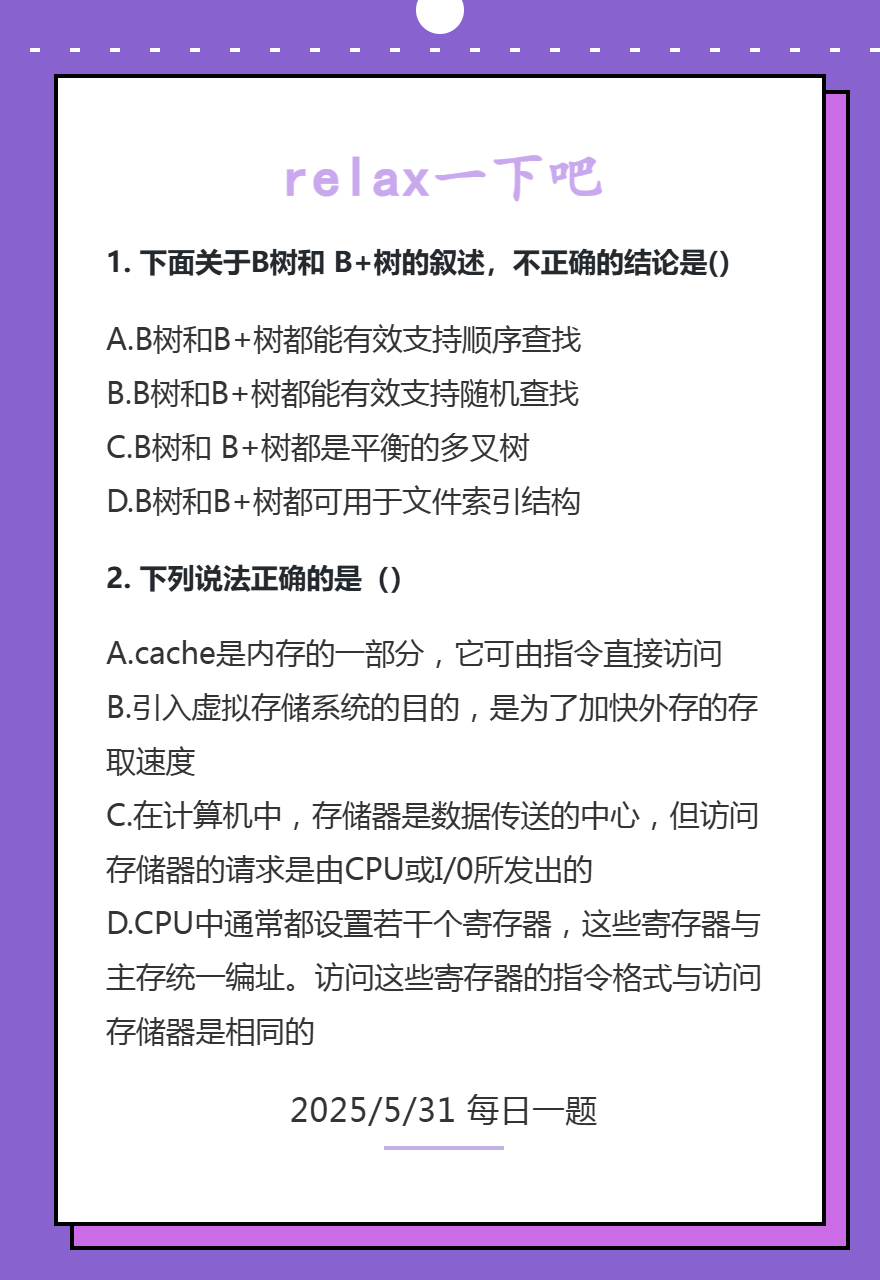 relax一下吧
1. 下面关于B树和 B+树的叙述，不正确的结论是()
A.B树和B+树都能有效支持顺序查找
B.B树和B+树都能有效支持随机查找
C.B树和 B+树都是平衡的多叉树
D.B树和B+树都可用于文件索引结构
2. 下列说法正确的是（）
A.cache是内存的一部分，它可由指令直接访问
B.引入虚拟存储系统的目的，是为了加快外存的存
取速度
C.在计算机中，存储器是数据传送的中心，但访问
存储器的请求是由CPU或I/0所发出的
D.CPU中通常都设置若干个寄存器，这些寄存器与
主存统一编址。访问这些寄存器的指令格式与访问
存储器是相同的
2025/5/31 每日一题